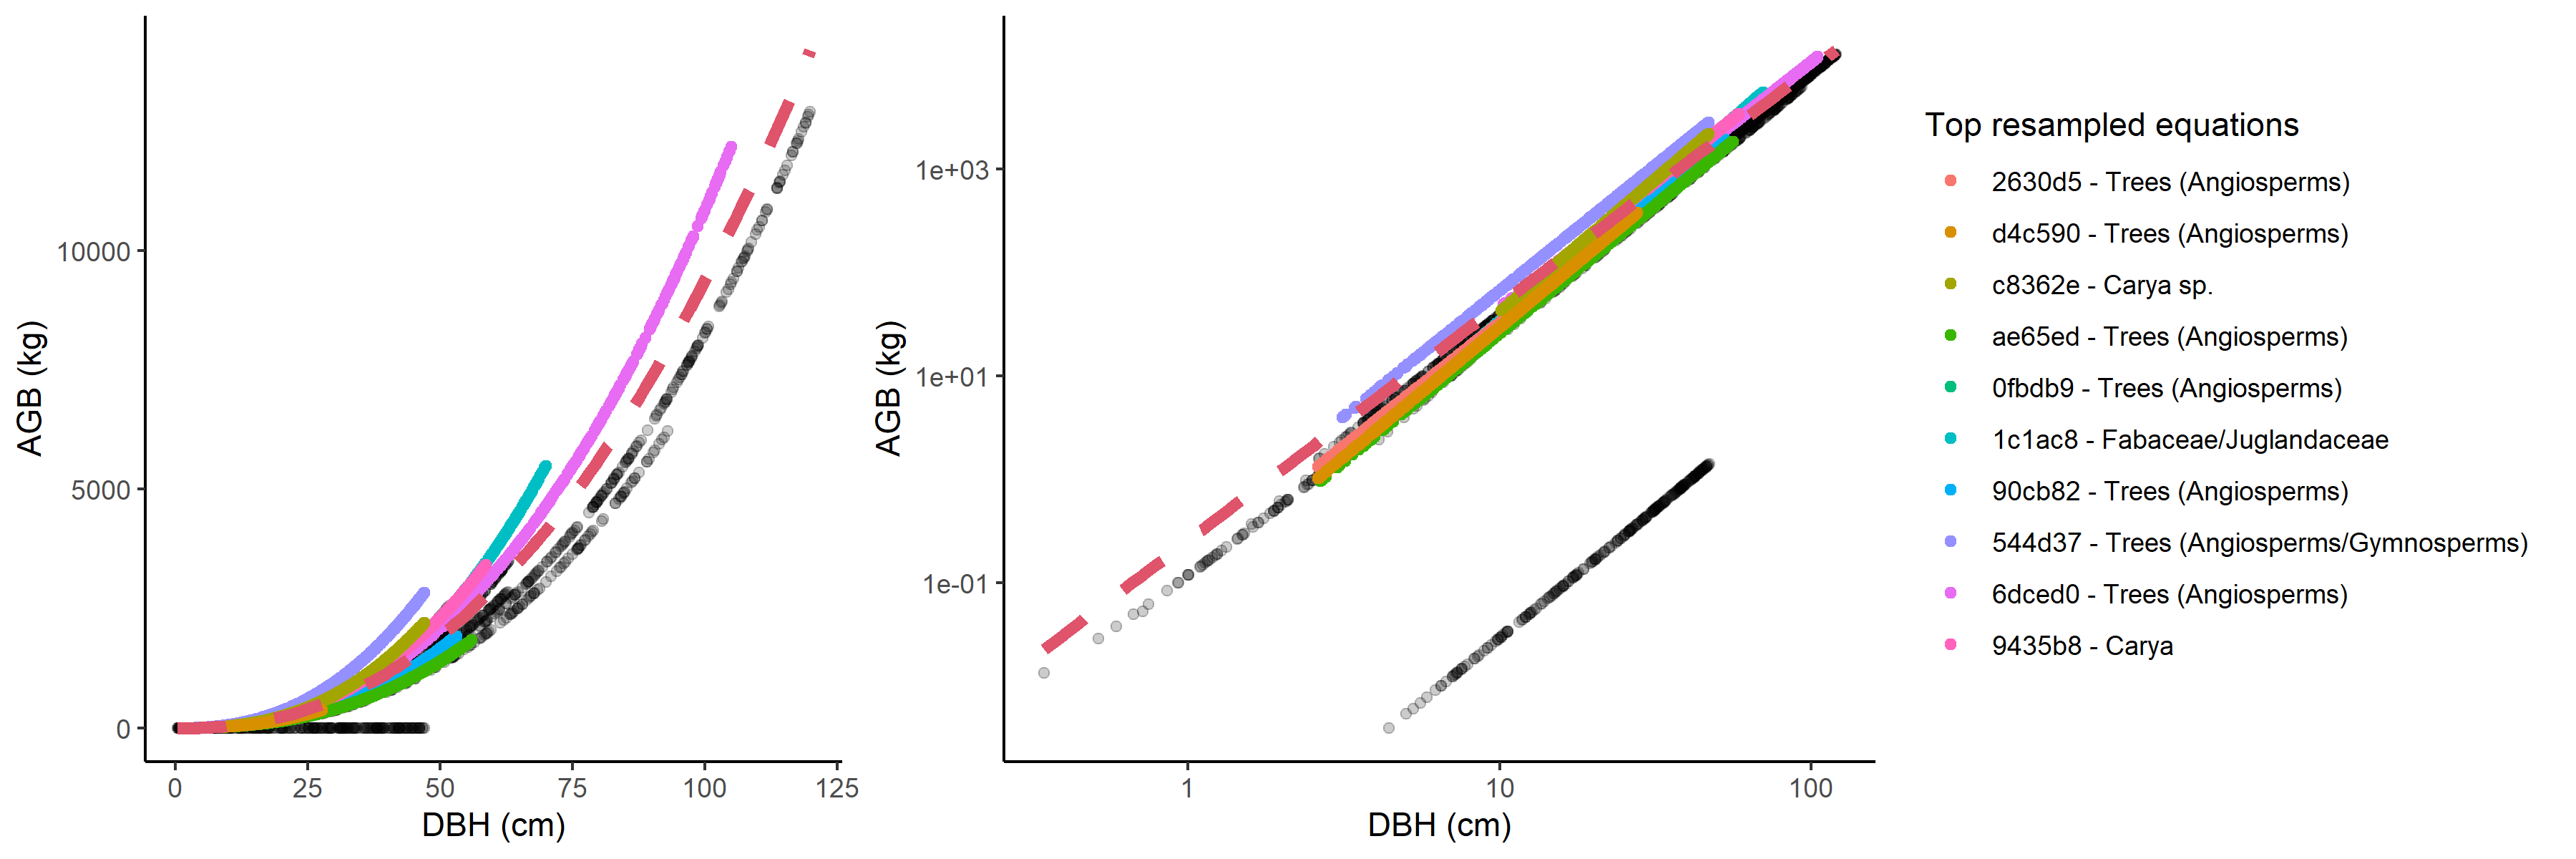 AGB (kg)
10000
5000
0
0 25 50 75 100 125
DBH (cm)
AGB (kg)
1e+03
1e+01
1e-01
1 10 100
DBH (cm)
Top resampled equations
2630d5 - Trees (Angiosperms)
d4c590 - Trees (Angiosperms)
c8362e - Carya sp.
ae65ed - Trees (Angiosperms)
0fbdb9 - Trees (Angiosperms)
1c1ac8 - Fabaceae/Juglandaceae
90cb82 - Trees (Angiosperms)
544d37 - Trees (Angiosperms/Gymnosperms)
6dced0 - Trees (Angiosperms)
9435b8 - Carya